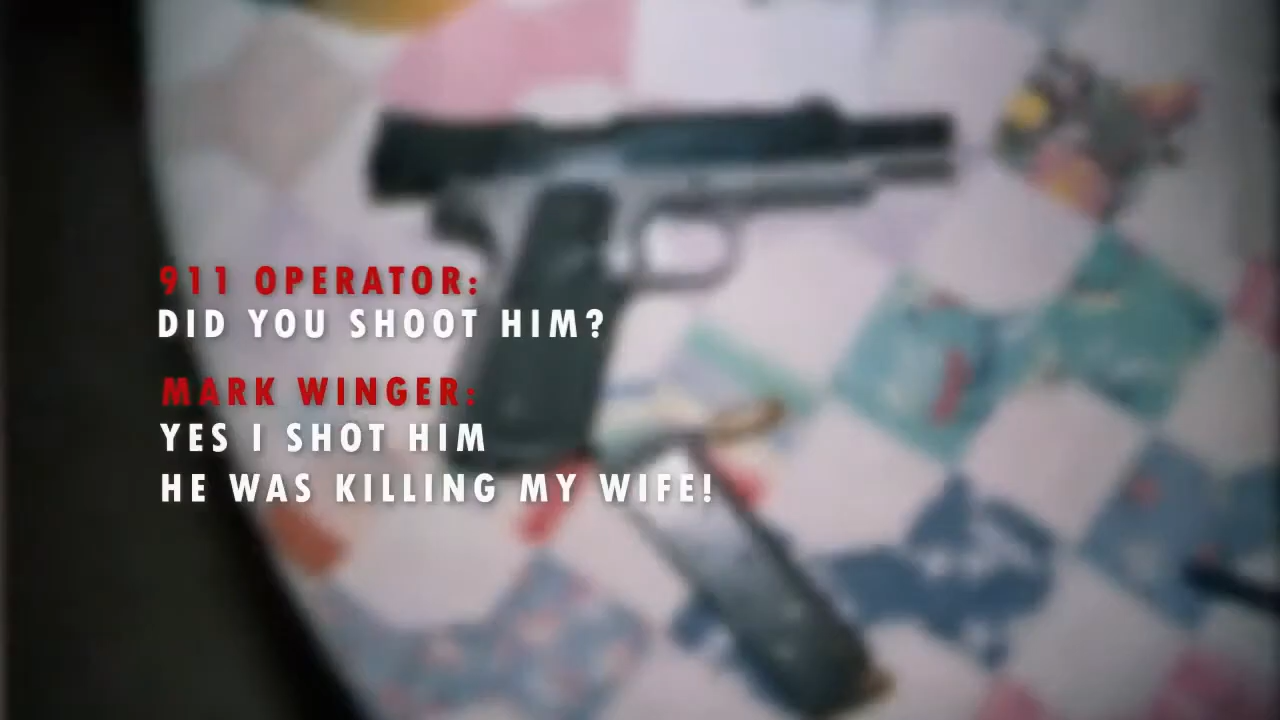 911 OPERATOR:
DID YOU SHOOT HIM?
MARK WINGER:
YES I SHOT HIM
HE WAS KILLING MY WIFE!